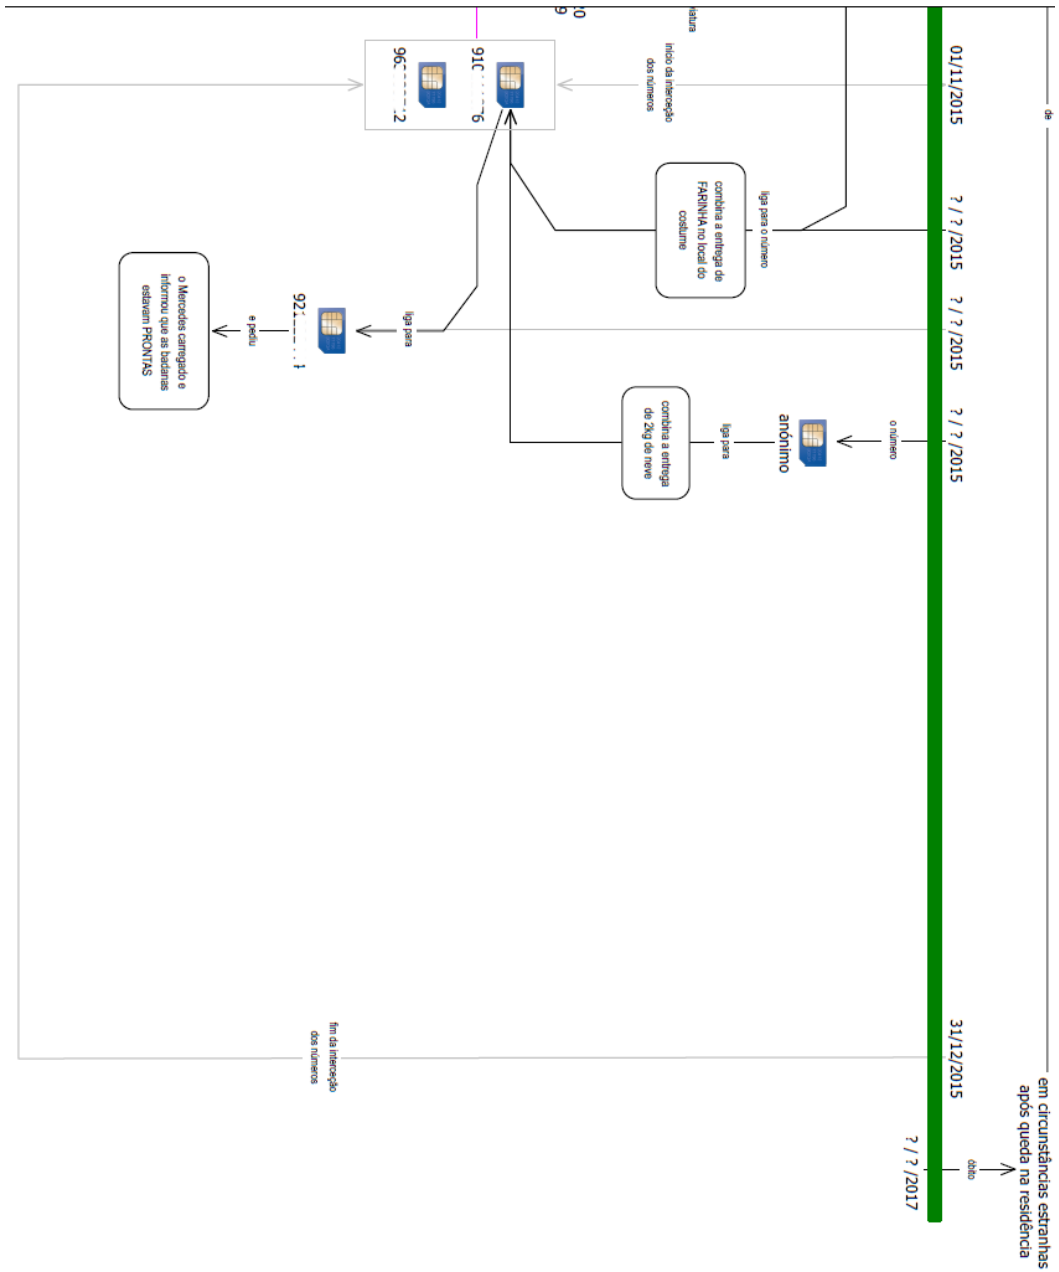 em circunstâncias estranhas
após queda na residência
de
óbito
01/11/2015
? / ? /2015
? / ? /2015
? / ? /2015
31/12/2015
? / ? /2017
o número
anónimo
liga para o número
liga para
combina a entrega de
FARINHA no local do
costume
combina a entrega
de 2kg de neve
início da interceção
dos números
liga para
e pediu
o Mercedes carregado e
informou que as badanas
estavam PRONTAS
fim da interceção
dos números